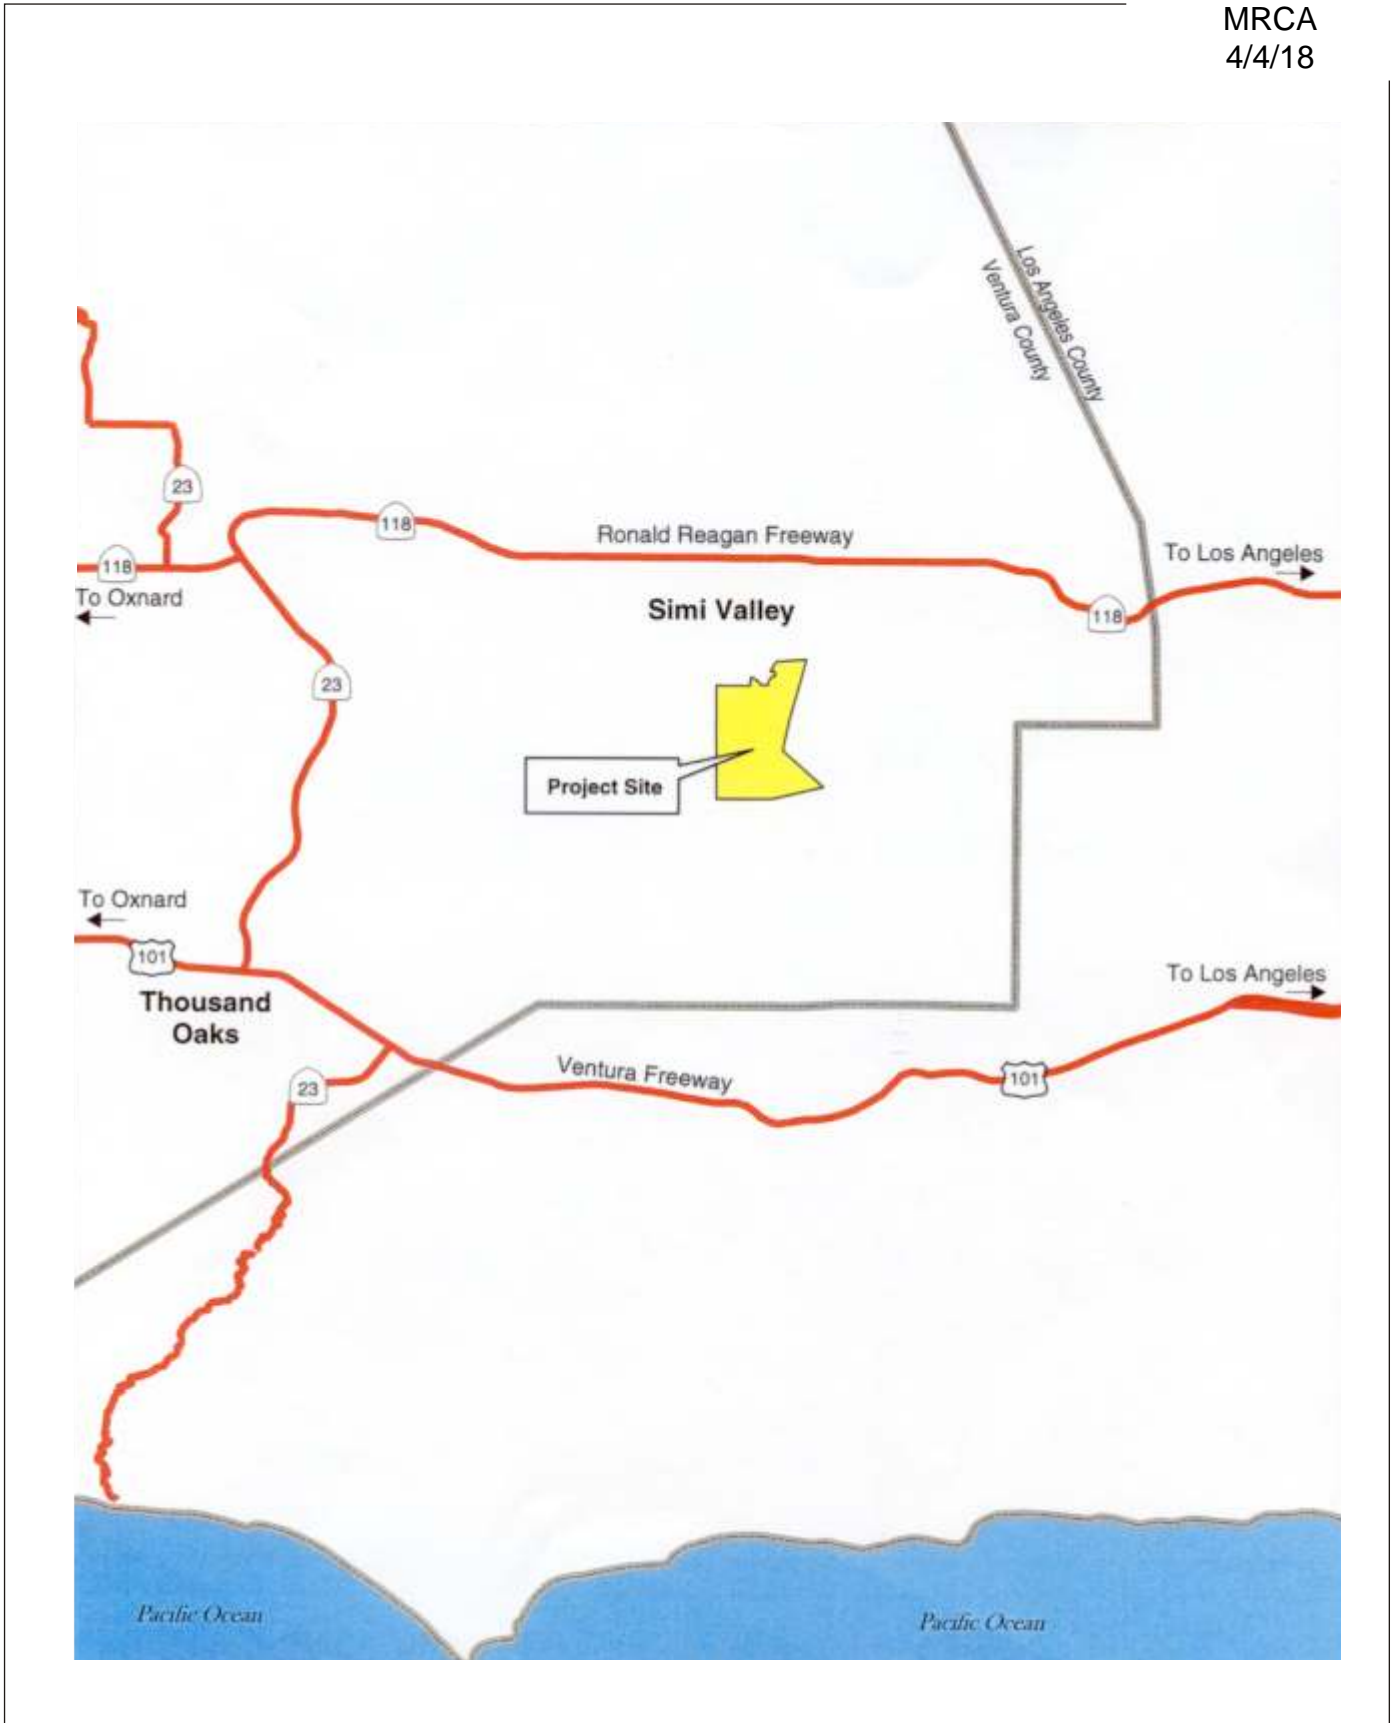 MRCA
4/4/18
Los Angeles County
Ventura County
23
118
Ronald Reagan Freeway
To Los Angeles
118
To Oxnard
Simi Valley
118
23
Project Site
To Oxnard
101
To Los Angeles
Thousand
Oaks
Ventura Freeway
101
23
Pacific Ocean
Pacific Ocean